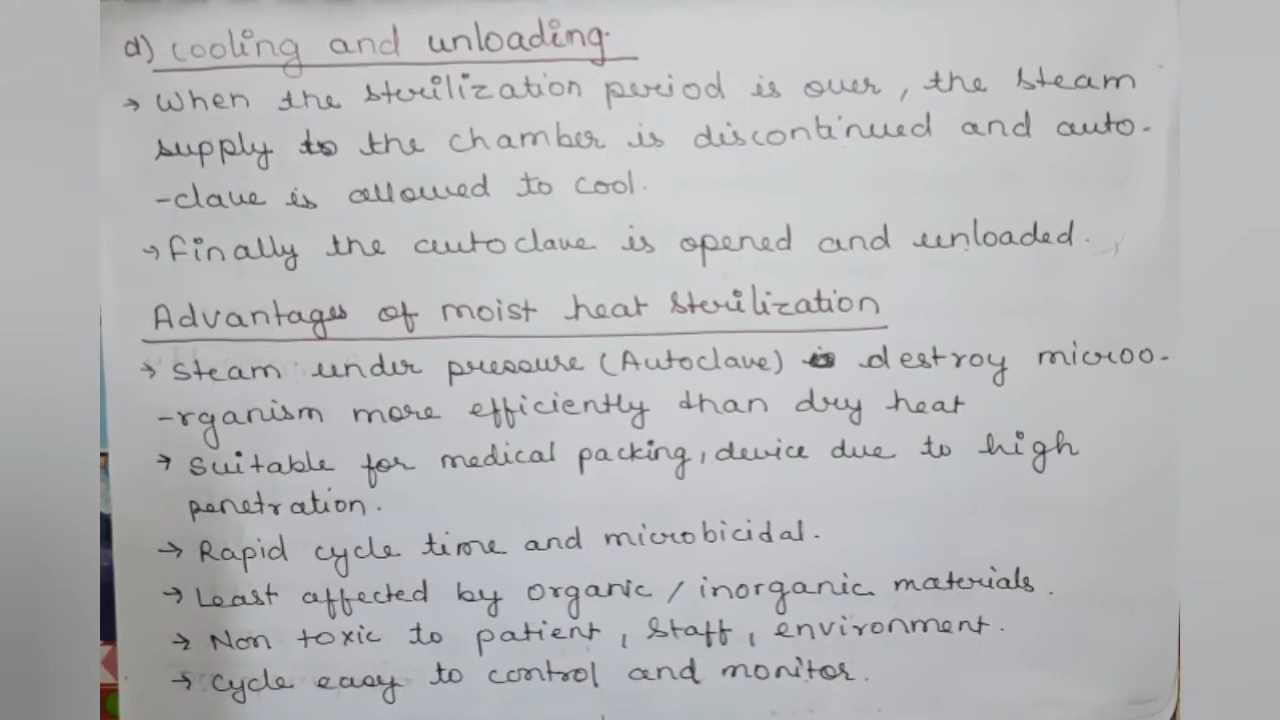 d) Cooling and unloading.
→ When the sterilization period is over, the steam
supply to the chamber is discontinued and auto-
-clave is allowed to cool.
→ Finally the autoclave is opened and unloaded.
Advantages of moist heat sterilization
→ Steam under pressure (Autoclave) destroy microo-
-rganism more efficiently than dry heat
→ Suitable for medical packing, device due to high
penetration.
→ Rapid cycle time and microbicidal.
→ Least affected by organic / inorganic materials.
→ Non toxic to patient, staff, environment.
→ Cycle easy to control and monitor.